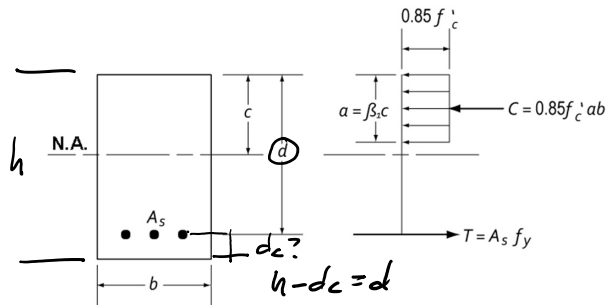 0.85 f'c
h
N.A.
c
d
a = β₁c
C = 0.85f'c ab
As
dc?
T = As fy
b
h - dc = d